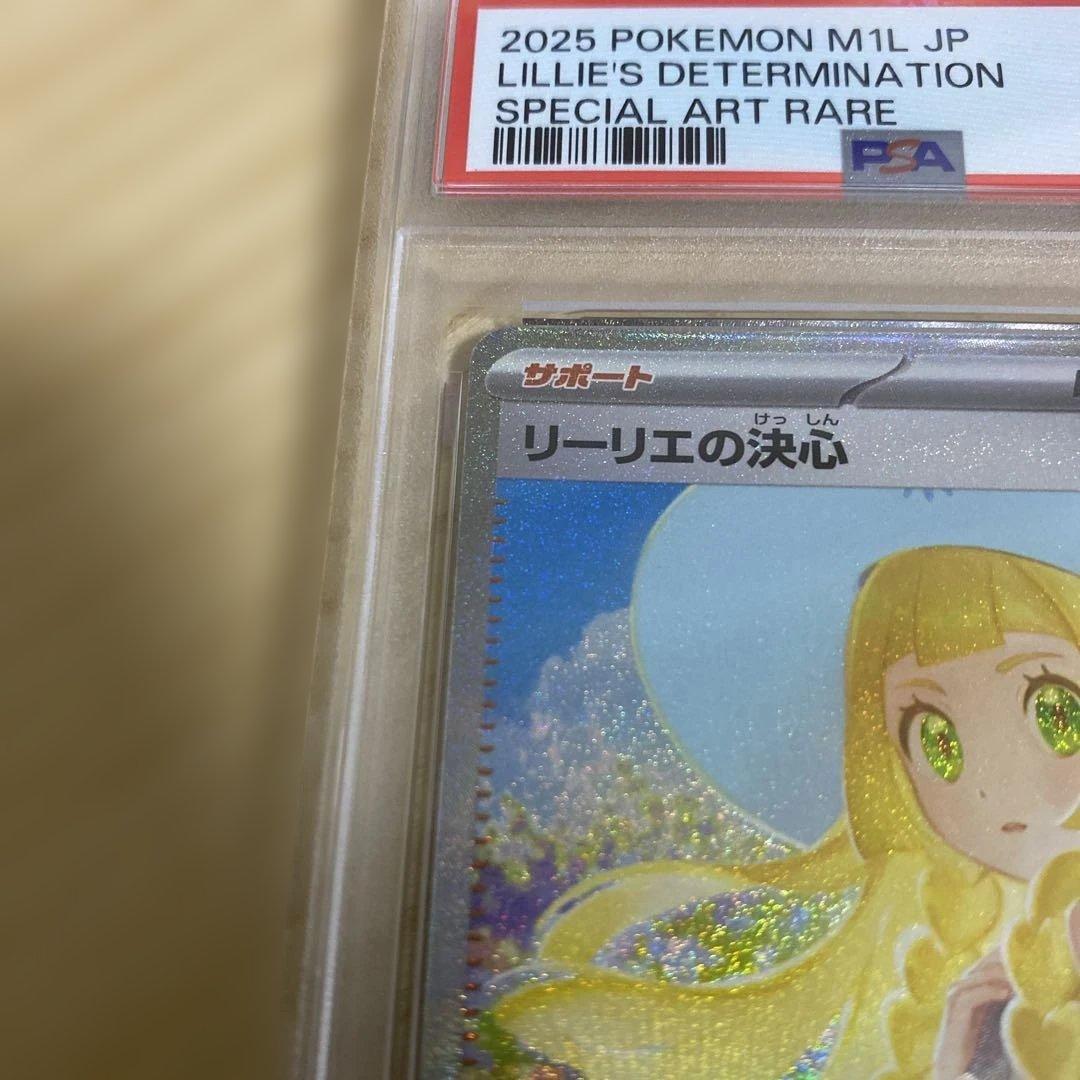 2025 POKEMON M1L JP
LILLIE'S DETERMINATION
SPECIAL ART RARE
PSA
サポート
けっ しん
リーリエの決心